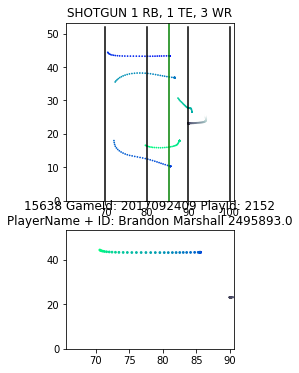 SHOTGUN 1 RB, 1 TE, 3 WR
50
40
30
20
10
0
70 80 90 100
15638 GameId: 2017092409 PlayId: 2152
PlayerName + ID: Brandon Marshall 2495893.0
40
20
0
70 75 80 85 90